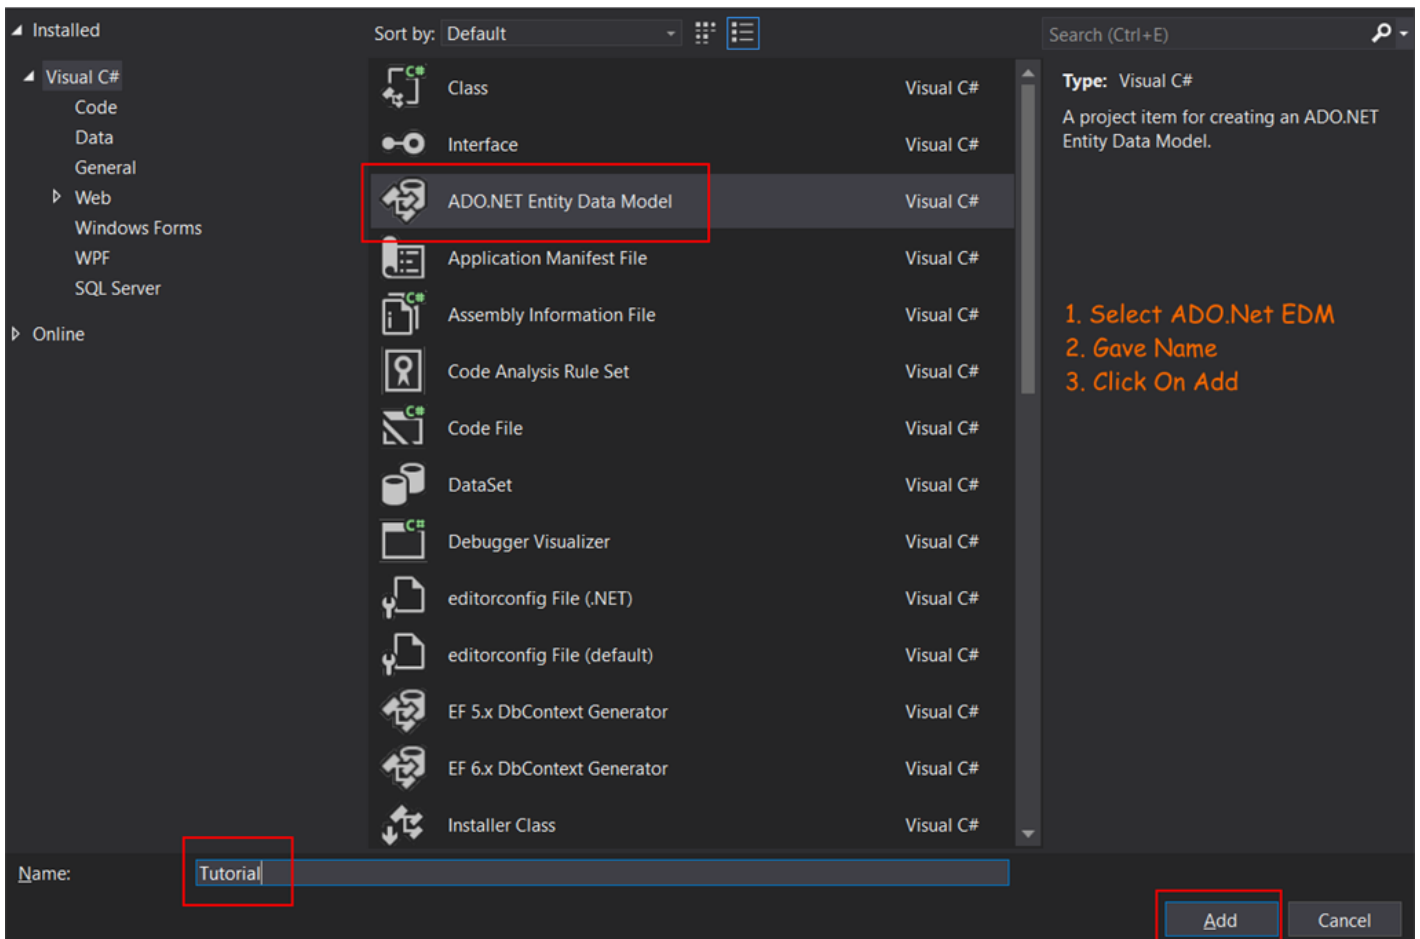 Installed
Visual C#
Code
Data
General
Web
Windows Forms
WPF
SQL Server
Online
Sort by: Default
Class Visual C#
Interface Visual C#
ADO.NET Entity Data Model Visual C#
Application Manifest File Visual C#
Assembly Information File Visual C#
Code Analysis Rule Set Visual C#
Code File Visual C#
DataSet Visual C#
Debugger Visualizer Visual C#
editorconfig File (.NET) Visual C#
editorconfig File (default) Visual C#
EF 5.x DbContext Generator Visual C#
EF 6.x DbContext Generator Visual C#
Installer Class Visual C#
Search (Ctrl+E)
Type: Visual C#
A project item for creating an ADO.NET
Entity Data Model.
1. Select ADO.Net EDM
2. Gave Name
3. Click On Add
Name: Tutorial
Add Cancel